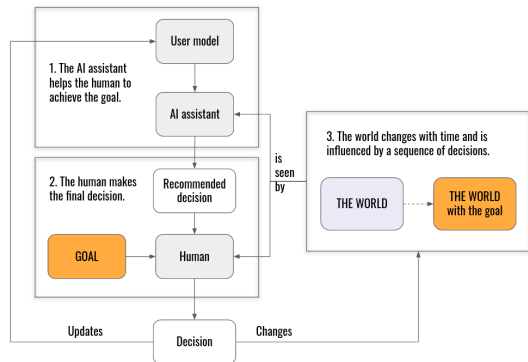 User model
1. The AI assistant
helps the human to
achieve the goal.
AI assistant
3. The world changes with time and is
influenced by a sequence of decisions.
is
seen
by
2. The human makes
the final decision.
Recommended
decision
THE WORLD
THE WORLD
with the goal
GOAL
Human
Updates
Decision
Changes